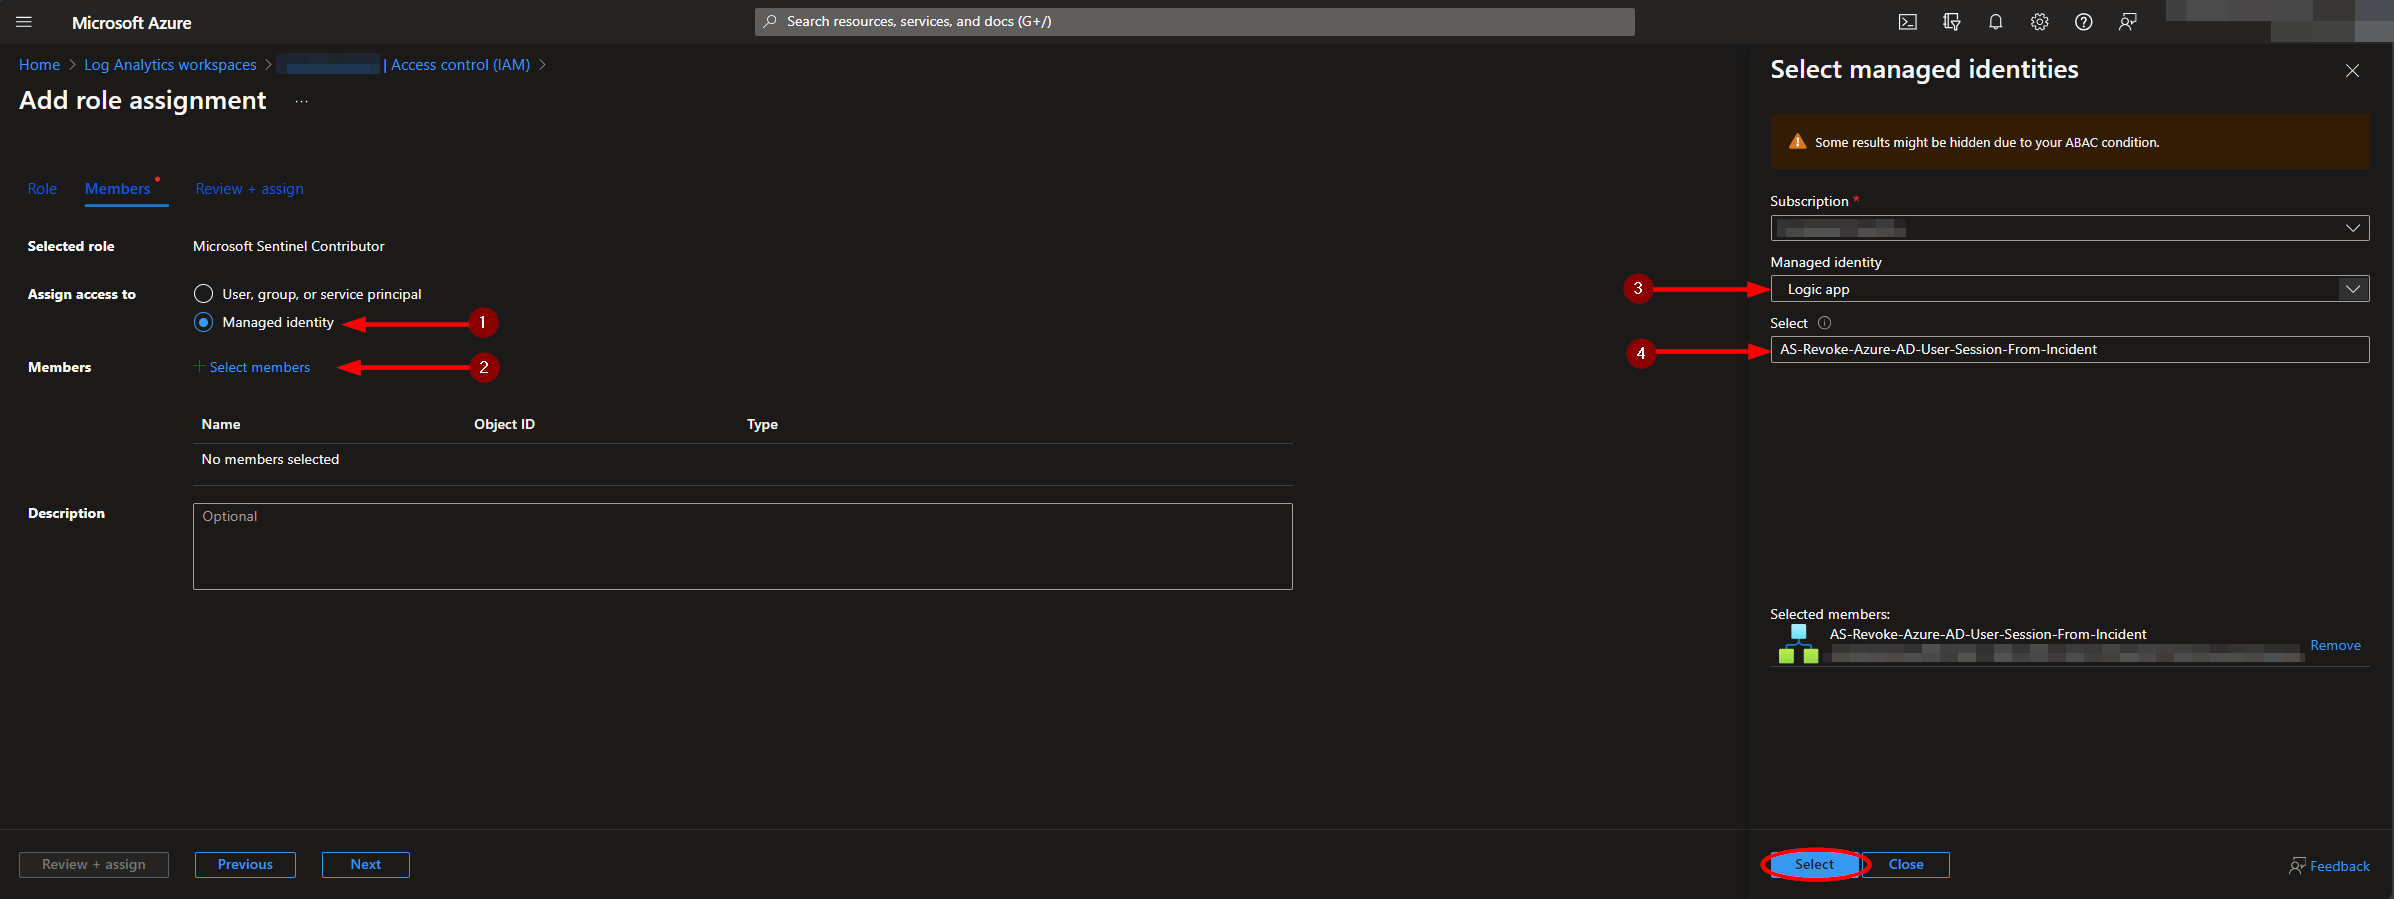 Microsoft Azure
Search resources, services, and docs (G+/)
Home > Log Analytics workspaces > | Access control (IAM) >
Add role assignment ...
Role Members Review + assign
Selected role Microsoft Sentinel Contributor
Assign access to User, group, or service principal
Managed identity 1
Members + Select members 2
Name Object ID Type
No members selected
Description Optional
Review + assign Previous Next
Select managed identities
Some results might be hidden due to your ABAC condition.
Subscription *
Managed identity
3 Logic app
Select
4 AS-Revoke-Azure-AD-User-Session-From-Incident
Selected members:
AS-Revoke-Azure-AD-User-Session-From-Incident
Remove
Select Close Feedback